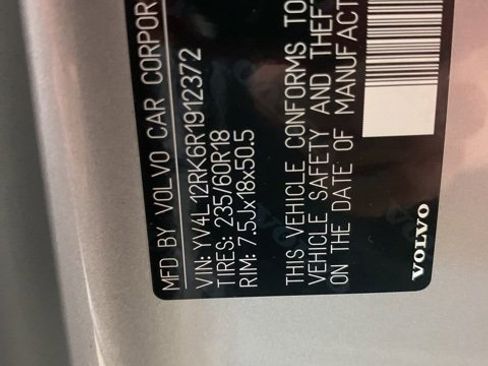 MFD BY VOLVO CAR CORPOR
VIN: YV4L12RK6R1912372
TIRES: 235/60R18
RIM: 7.5Jx18x50.5
THIS VEHICLE CONFORMS TO
VEHICLE SAFETY AND THEF
ON THE DATE OF MANUFACT
VOLVO